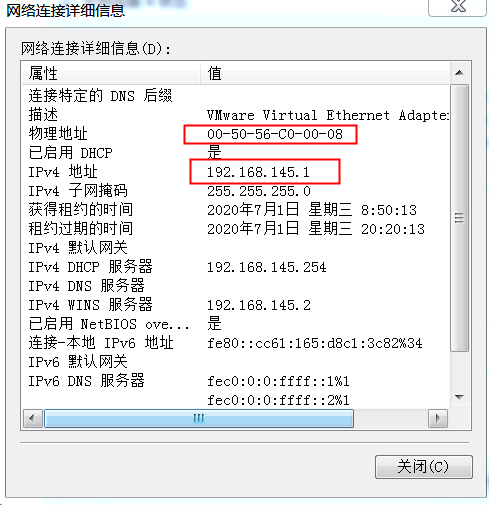 网络连接详细信息
网络连接详细信息(D):
属性 值
连接特定的 DNS 后缀
描述 VMware Virtual Ethernet Adapte
物理地址 00-50-56-C0-00-08
已启用 DHCP 是
IPv4 地址 192.168.145.1
IPv4 子网掩码 255.255.255.0
获得租约的时间 2020年7月1日 星期三 8:50:13
租约过期的时间 2020年7月1日 星期三 20:20:13
IPv4 默认网关
IPv4 DHCP 服务器 192.168.145.254
IPv4 DNS 服务器
IPv4 WINS 服务器 192.168.145.2
已启用 NetBIOS ove... 是
连接-本地 IPv6 地址 fe80::cc61:165:d8c1:3c82%34
IPv6 默认网关
IPv6 DNS 服务器 fec0:0:0:ffff::1%1
fec0:0:0:ffff::2%1
关闭(C)